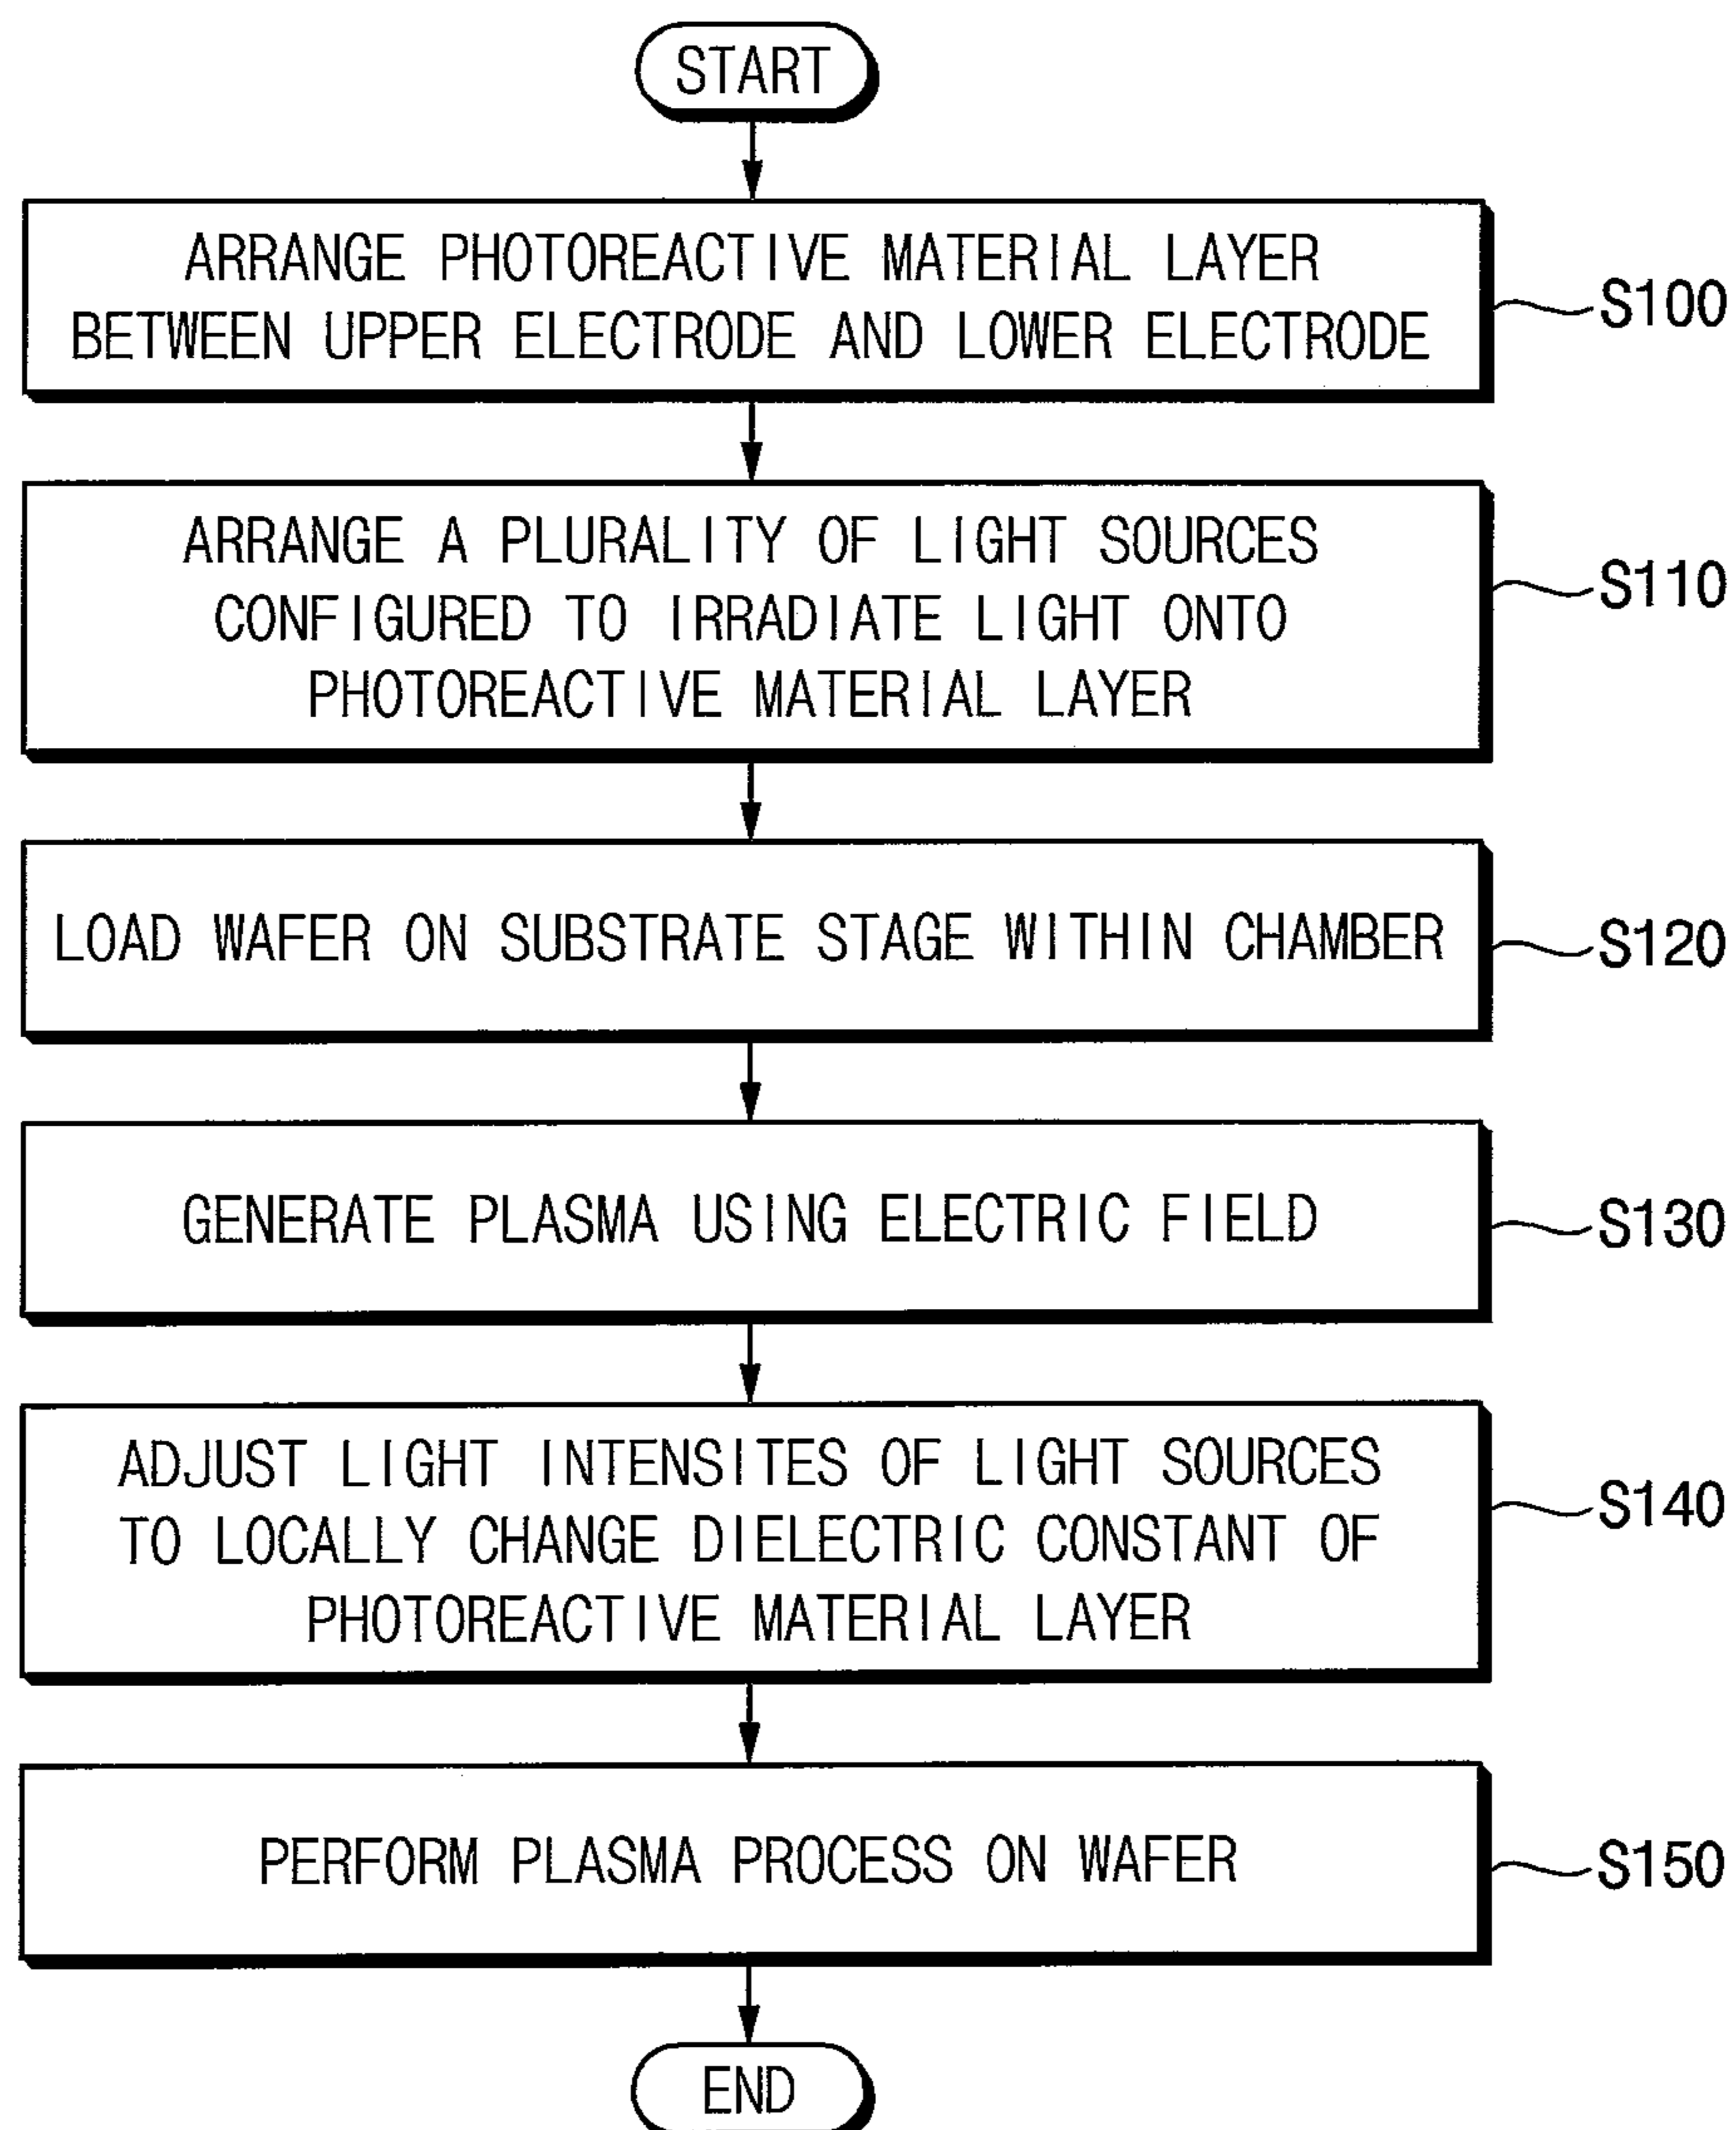 START
ARRANGE PHOTOREACTIVE MATERIAL LAYER
BETWEEN UPPER ELECTRODE AND LOWER ELECTRODE
S100
ARRANGE A PLURALITY OF LIGHT SOURCES
CONFIGURED TO IRRADIATE LIGHT ONTO
PHOTOREACTIVE MATERIAL LAYER
S110
LOAD WAFER ON SUBSTRATE STAGE WITHIN CHAMBER
S120
GENERATE PLASMA USING ELECTRIC FIELD
S130
ADJUST LIGHT INTENSITES OF LIGHT SOURCES
TO LOCALLY CHANGE DIELECTRIC CONSTANT OF
PHOTOREACTIVE MATERIAL LAYER
S140
PERFORM PLASMA PROCESS ON WAFER
S150
END